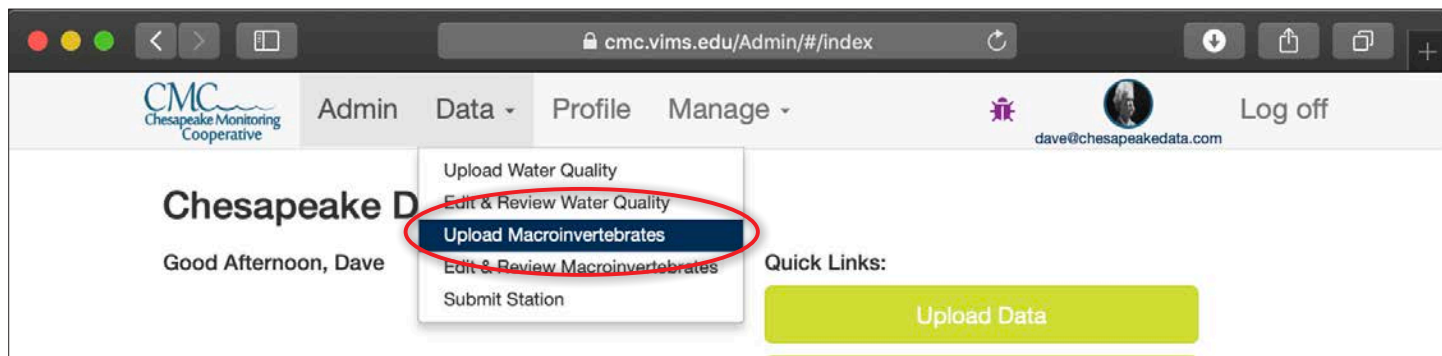 cmc.vims.edu/Admin/#/index
CMC
Chesapeake Monitoring
Cooperative
Admin
Data
Profile
Manage
dave@chesapeakedata.com
Log off
Upload Water Quality
Edit & Review Water Quality
Upload Macroinvertebrates
Edit & Review Macroinvertebrates
Submit Station
Chesapeake D
Good Afternoon, Dave
Quick Links:
Upload Data